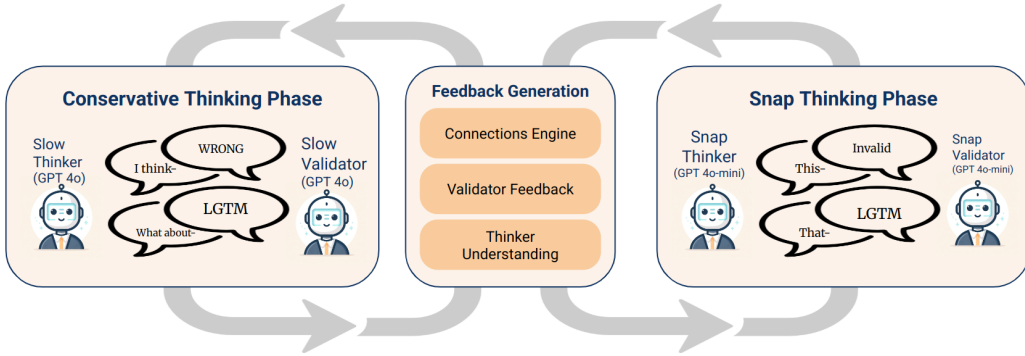 Conservative Thinking Phase
Slow
Thinker
(GPT 4o)
WRONG
I think-
LGTM
What about-
Slow
Validator
(GPT 4o)
Feedback Generation
Connections Engine
Validator Feedback
Thinker
Understanding
Snap Thinking Phase
Snap
Thinker
(GPT 4o-mini)
Invalid
This-
LGTM
That-
Snap
Validator
(GPT 4o-mini)